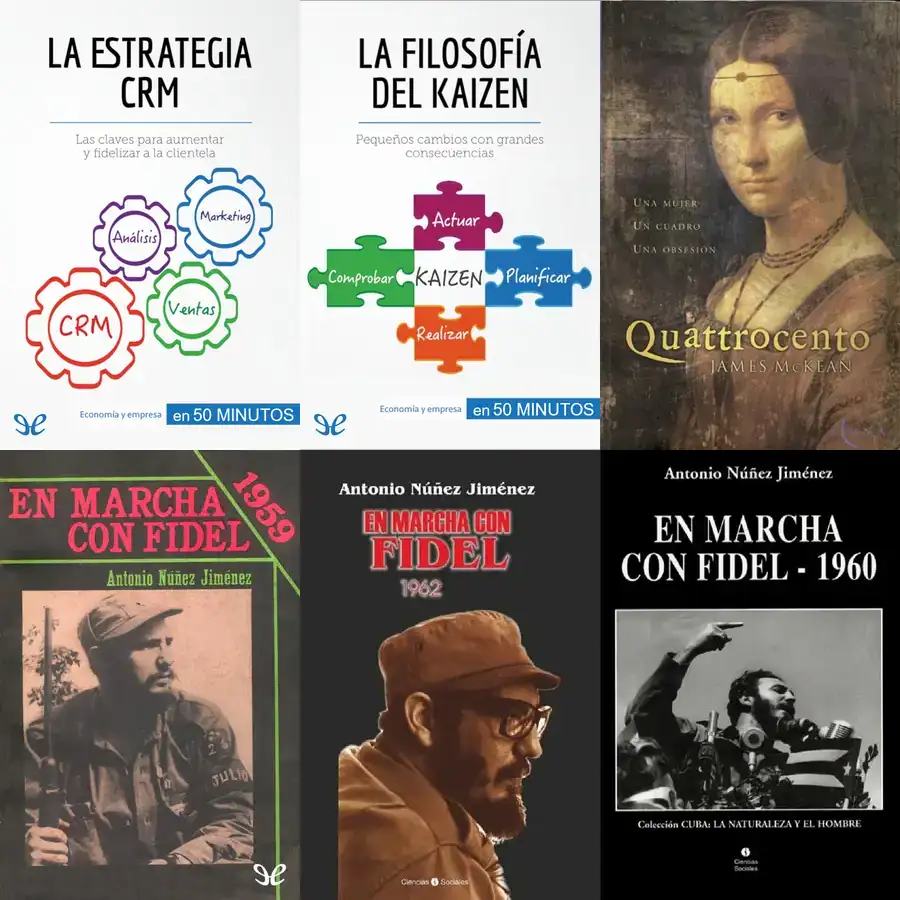 LA ESTRATEGIA
CRM
Las claves para aumentar
y fidelizar a la clientela
Marketing
Análisis
Ventas
CRM
Economía y empresa
en 50 MINUTOS
LA FILOSOFÍA
DEL KAIZEN
Pequeños cambios con grandes
consecuencias
Actuar
Comprobar
KAIZEN
Planificar
Realizar
Economía y empresa
en 50 MINUTOS
UNA MUJER
UN CUADRO
UNA OBSESIÓN
Quattrocento
JAMES MCKEAN
EN MARCHA
CON FIDEL
1959
Antonio Núñez Jiménez
JULIO
Antonio Núñez Jiménez
EN MARCHA CON
FIDEL
1962
Ciencias Sociales
Antonio Núñez Jiménez
EN MARCHA
CON FIDEL - 1960
Colección CUBA: LA NATURALEZA Y EL HOMBRE
Ciencias
Sociales